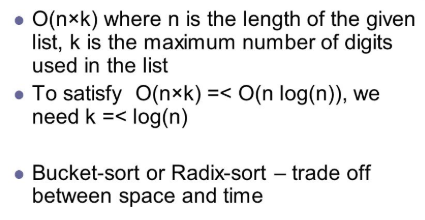 • O(n×k) where n is the length of the given
list, k is the maximum number of digits
used in the list
• To satisfy O(n×k) =< O(n log(n)), we
need k =< log(n)
• Bucket-sort or Radix-sort – trade off
between space and time